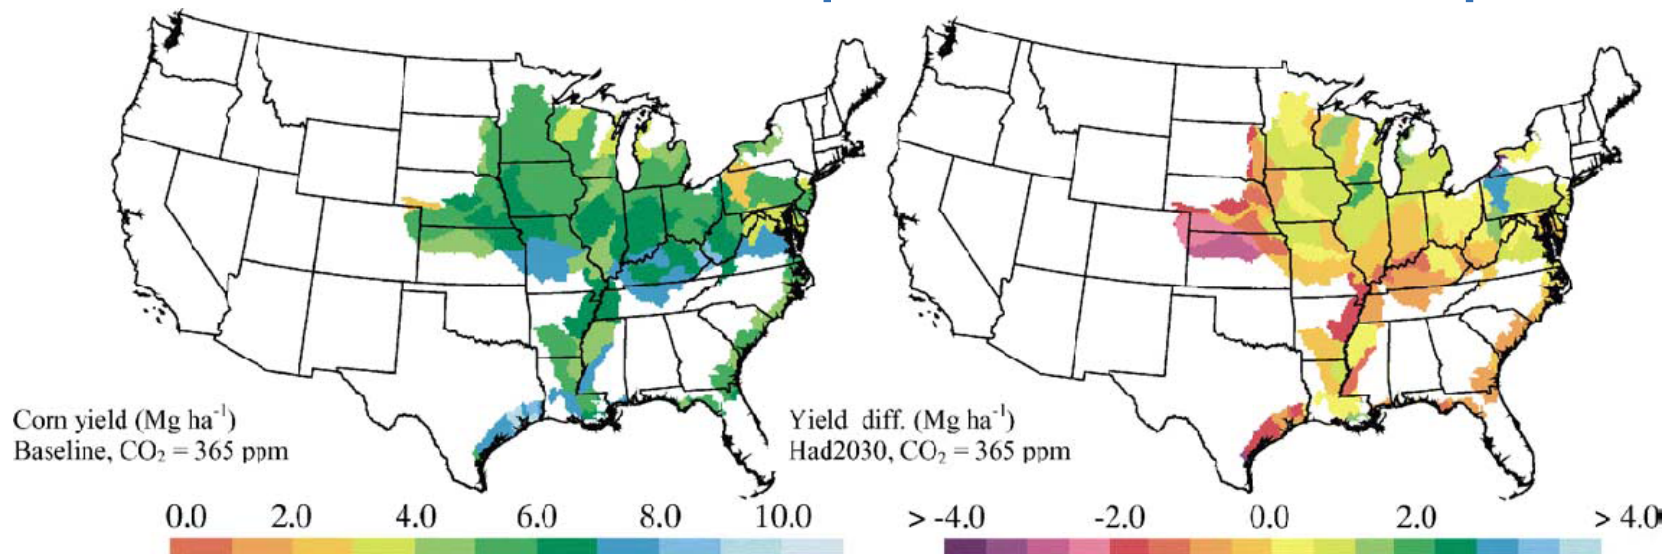 Corn yield (Mg ha⁻¹)
Baseline, CO₂ = 365 ppm
0.0 2.0 4.0 6.0 8.0 10.0
Yield diff. (Mg ha⁻¹)
Had2030, CO₂ = 365 ppm
> -4.0 -2.0 0.0 2.0 > 4.0